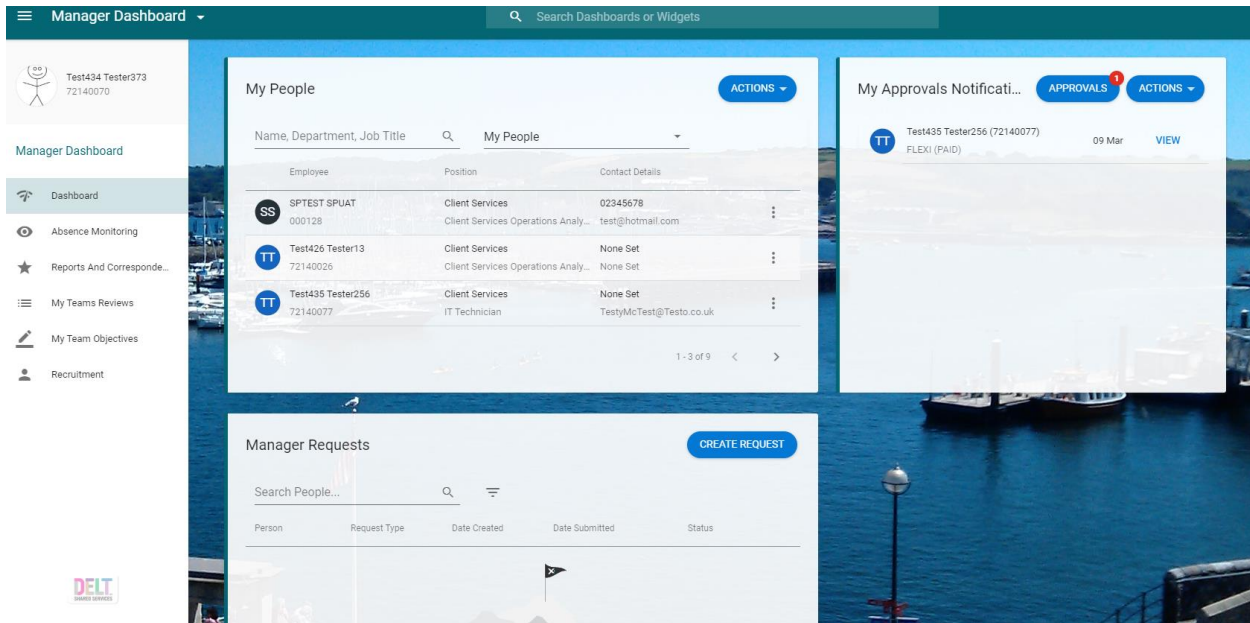 Manager Dashboard
Search Dashboards or Widgets
Test434 Tester373
72140070
Manager Dashboard
Dashboard
Absence Monitoring
Reports And Corresponde...
My Teams Reviews
My Team Objectives
Recruitment
DELT
SHARED SERVICES
My People
ACTIONS
Name, Department, Job Title
My People
Employee Position Contact Details
SS SPTEST SPUAT Client Services 02345678
000128 Client Services Operations Analy... test@hotmail.com
TT Test426 Tester13 Client Services None Set
72140026 Client Services Operations Analy... None Set
TT Test435 Tester256 Client Services None Set
72140077 IT Technician TestyMcTest@Testo.co.uk
1 - 3 of 9
My Approvals Notificati... APPROVALS 1 ACTIONS
TT Test435 Tester256 (72140077) 09 Mar VIEW
FLEXI (PAID)
Manager Requests
CREATE REQUEST
Search People...
Person Request Type Date Created Date Submitted Status